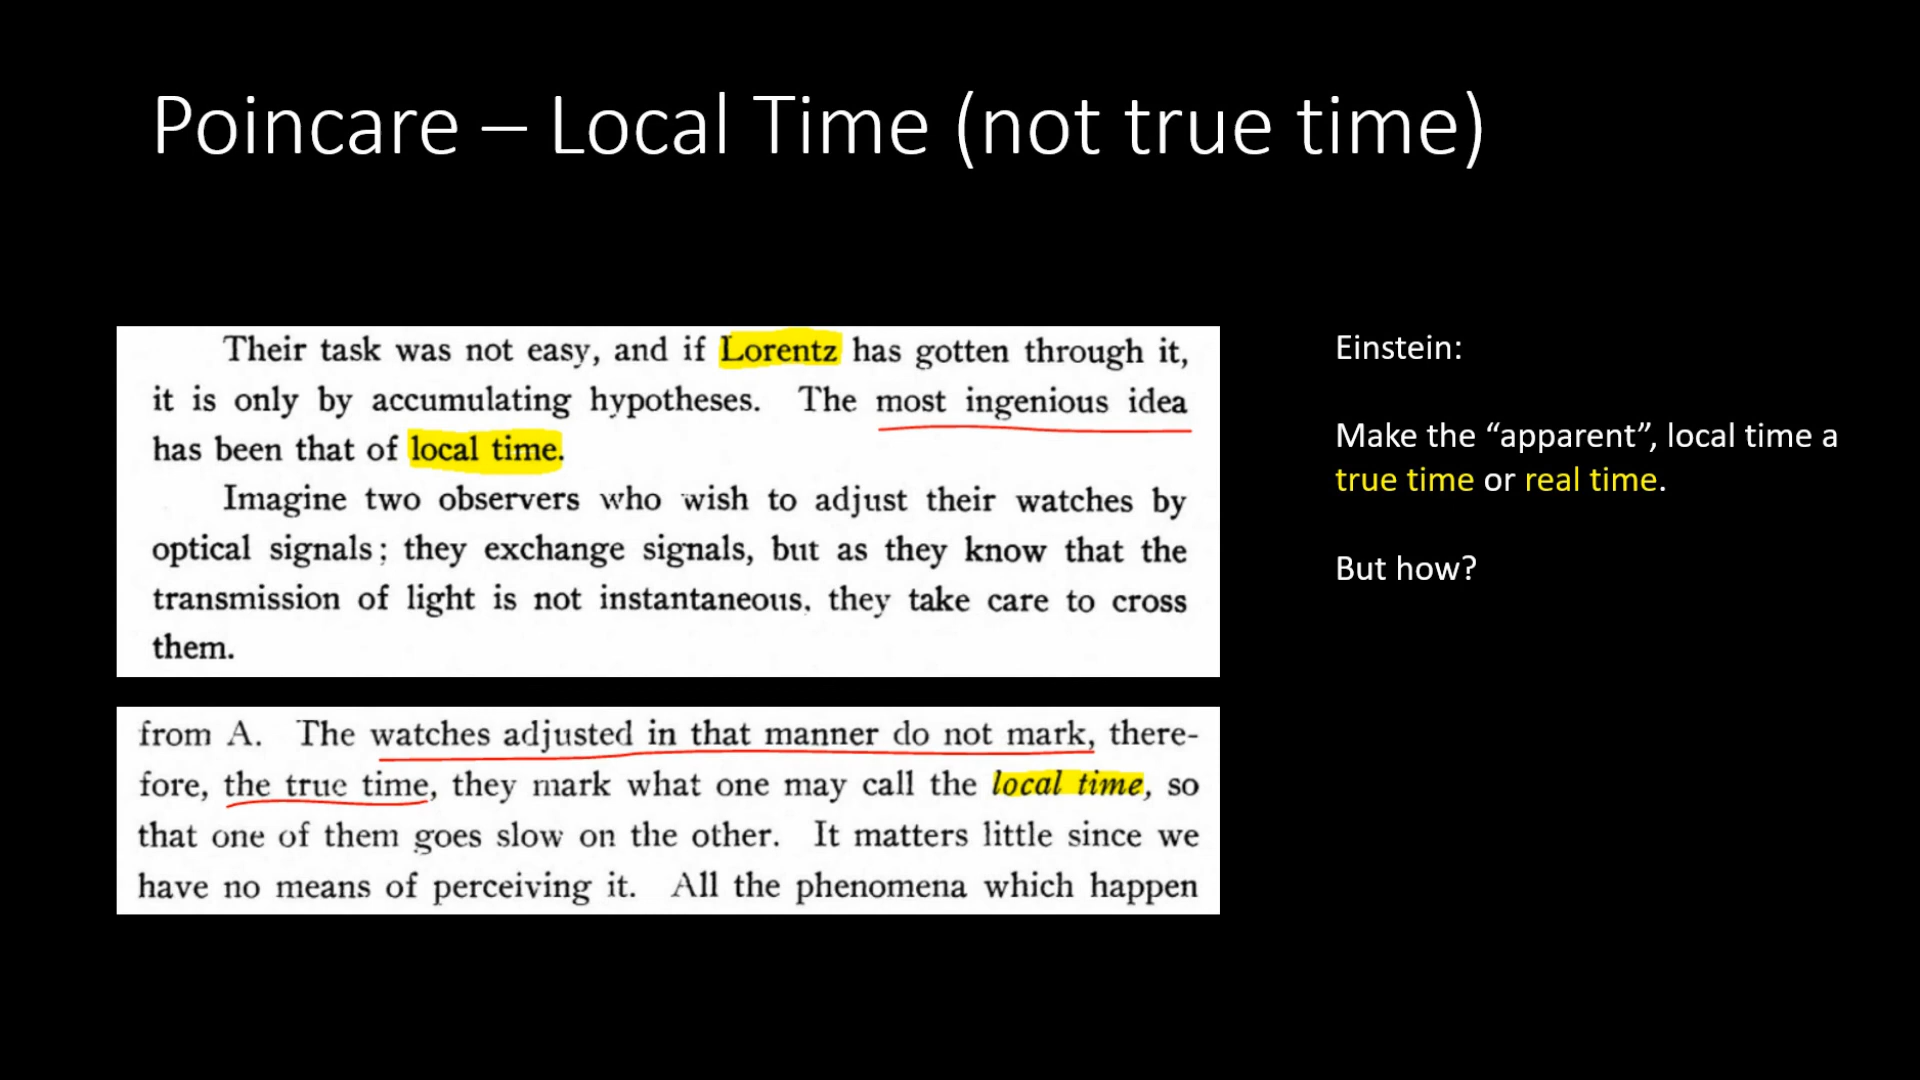 Poincare – Local Time (not true time)
Their task was not easy, and if Lorentz has gotten through it,
it is only by accumulating hypotheses. The most ingenious idea
has been that of local time.
Imagine two observers who wish to adjust their watches by
optical signals; they exchange signals, but as they know that the
transmission of light is not instantaneous, they take care to cross
them.
from A. The watches adjusted in that manner do not mark, there-
fore, the true time, they mark what one may call the local time, so
that one of them goes slow on the other. It matters little since we
have no means of perceiving it. All the phenomena which happen
Einstein:
Make the “apparent”, local time a
true time or real time.
But how?